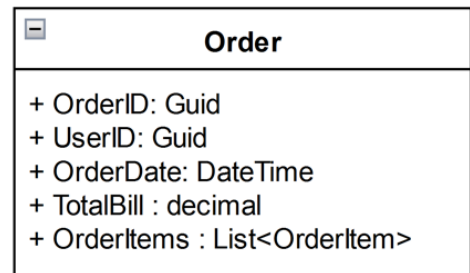 Order
+ OrderID: Guid
+ UserID: Guid
+ OrderDate: DateTime
+ TotalBill : decimal
+ OrderItems : List<OrderItem>